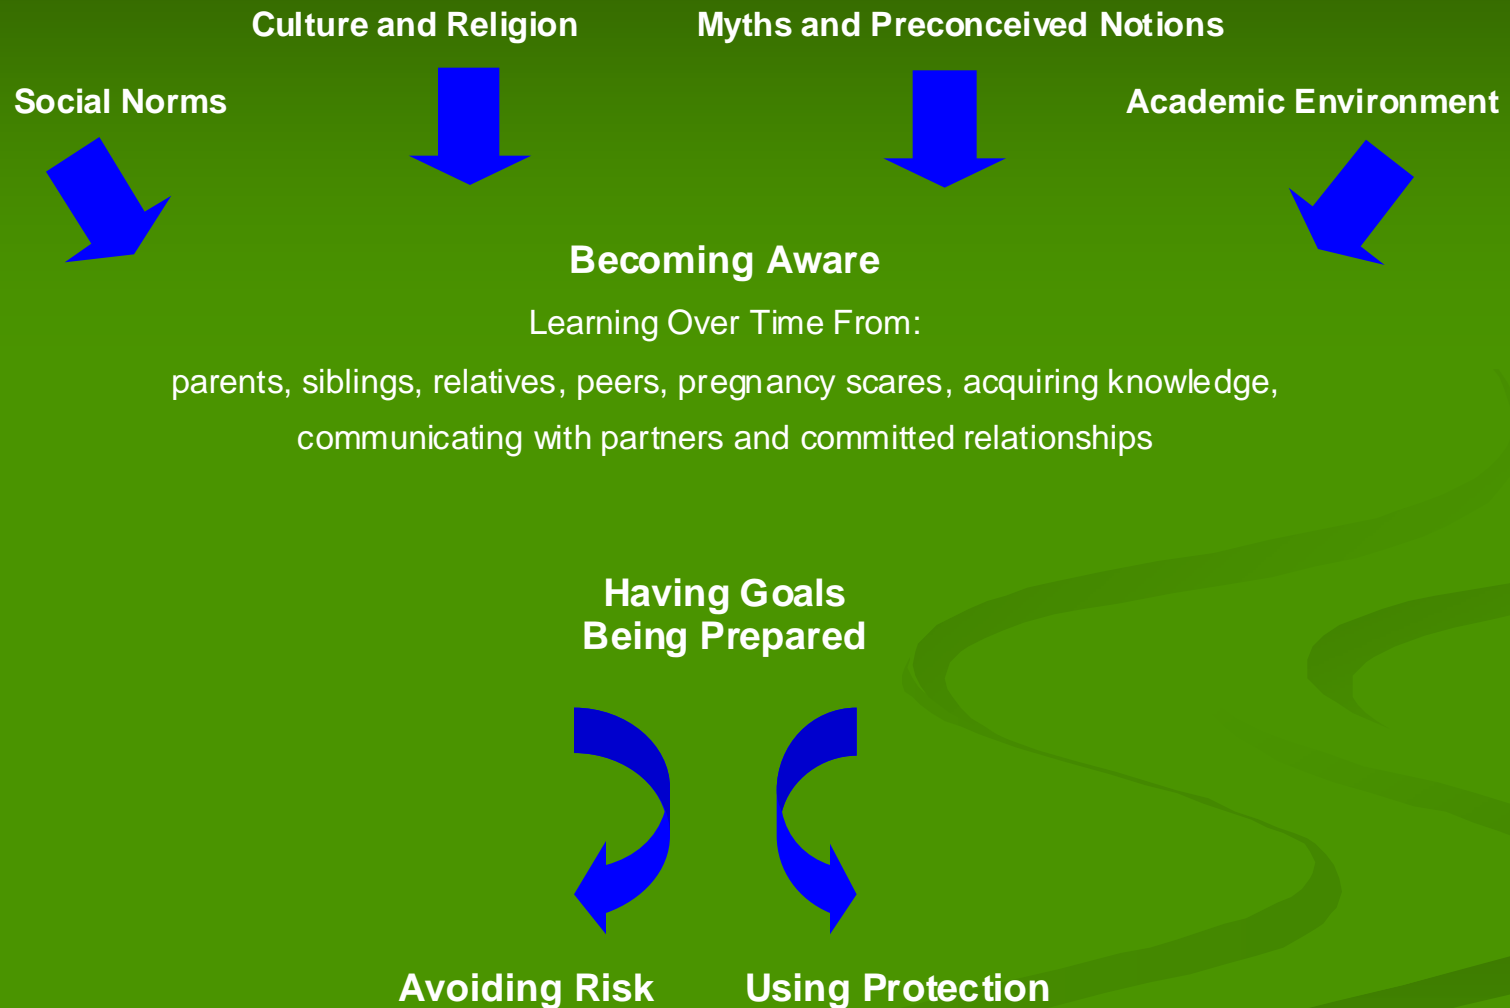 Culture and Religion
Myths and Preconceived Notions
Social Norms
Academic Environment
Becoming Aware
Learning Over Time From:
parents, siblings, relatives, peers, pregnancy scares, acquiring knowledge,
communicating with partners and committed relationships
Having Goals
Being Prepared
Avoiding Risk
Using Protection